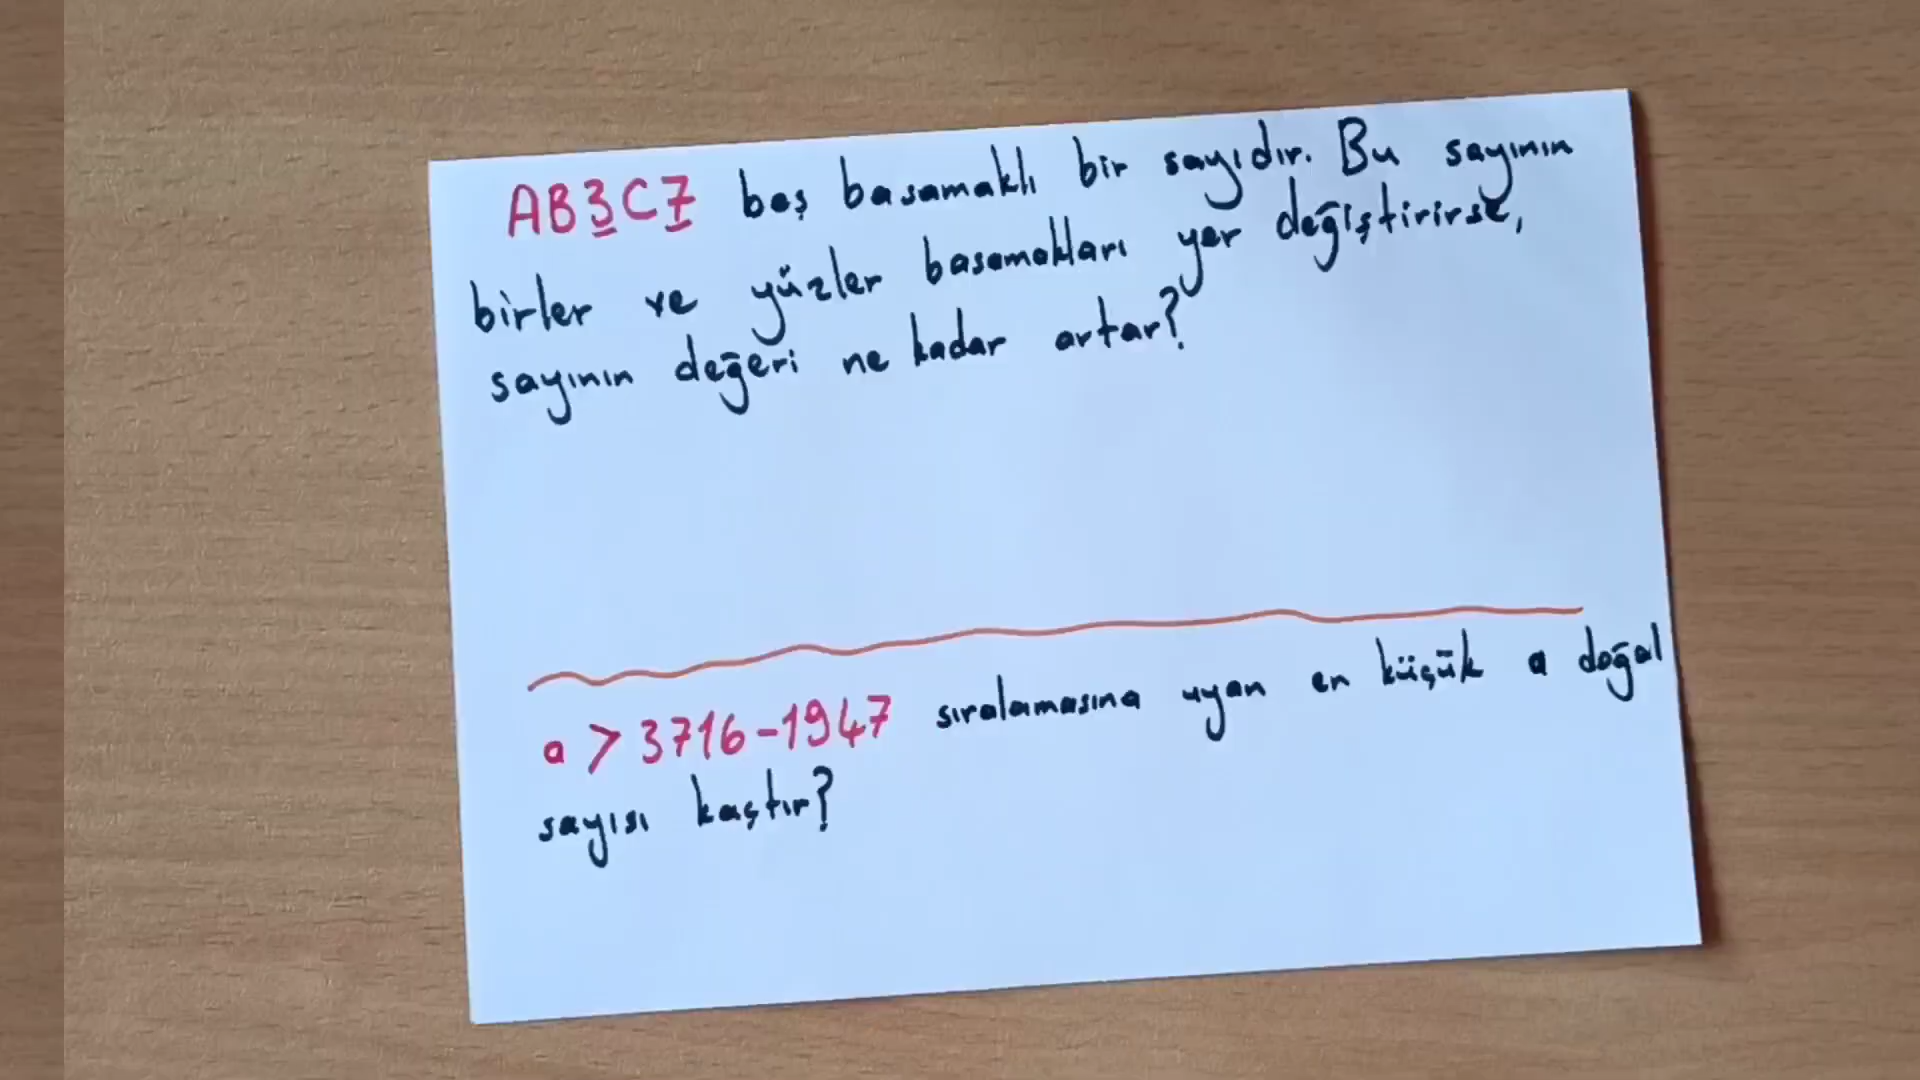 AB3C7 beş basamaklı bir sayıdır. Bu sayının
birler ve yüzler basamakları yer değiştirirse,
sayının değeri ne kadar artar?
a > 3716-1947 sıralamasına uyan en küçük a doğal
sayısı kaçtır?